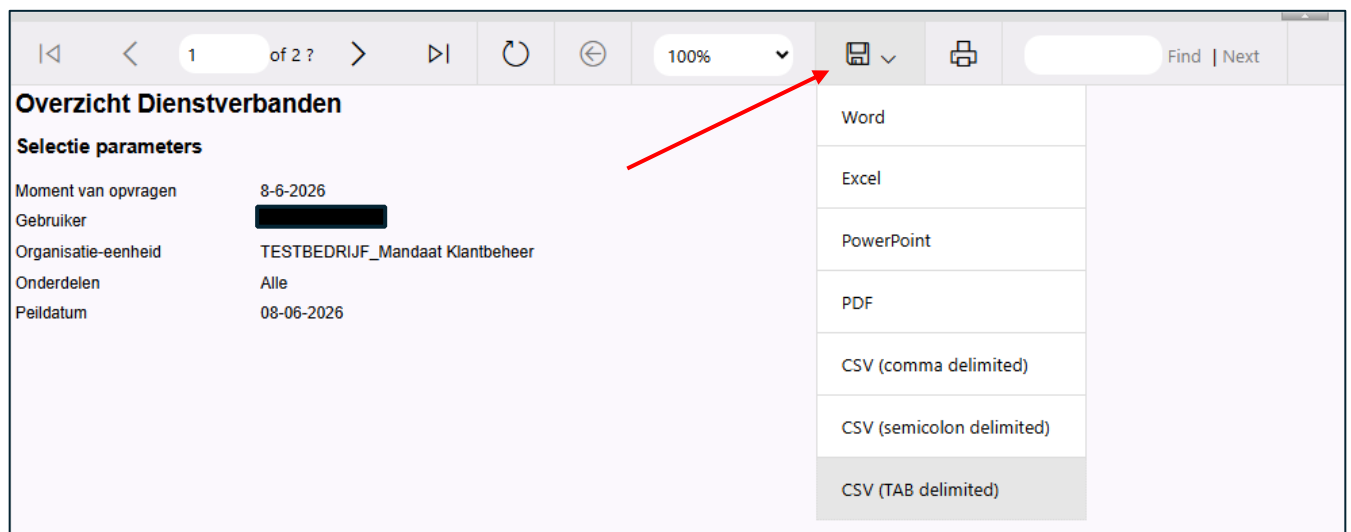 1 of 2 ? 100% Find | Next
Overzicht Dienstverbanden
Selectie parameters
Moment van opvragen 8-6-2026
Gebruiker
Organisatie-eenheid TESTBEDRIJF_Mandaat Klantbeheer
Onderdelen Alle
Peildatum 08-06-2026
Word
Excel
PowerPoint
PDF
CSV (comma delimited)
CSV (semicolon delimited)
CSV (TAB delimited)